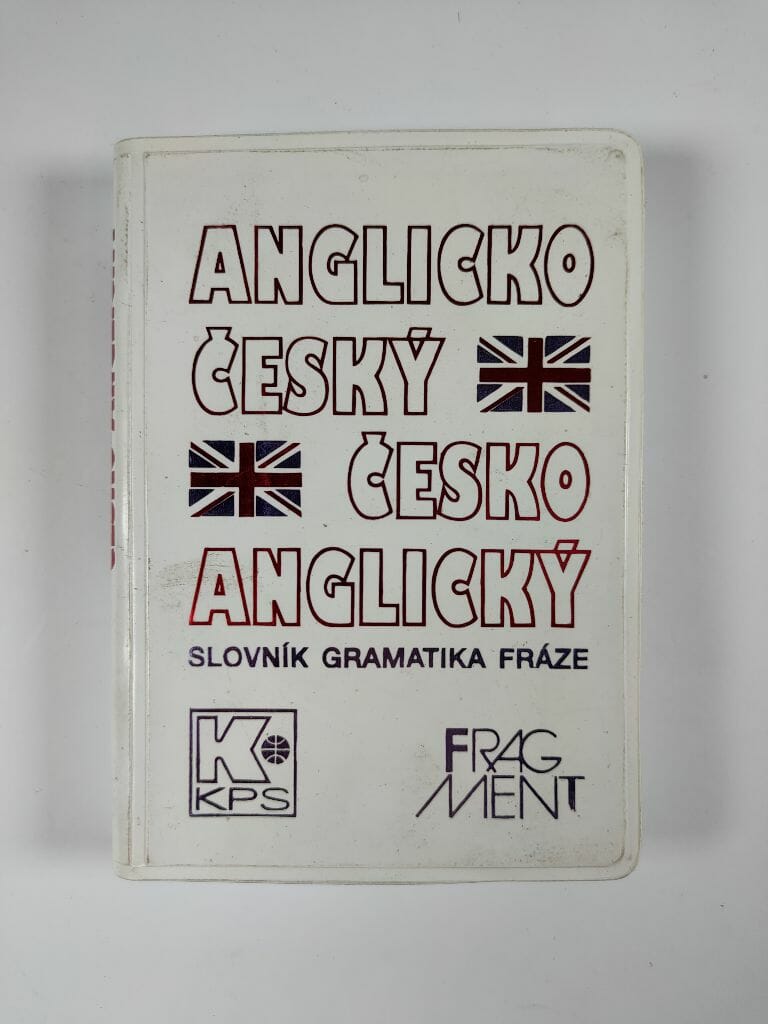 ANGLICKO
ČESKÝ
ČESKO
ANGLICKÝ
SLOVNÍK GRAMATIKA FRÁZE
K
KPS
FRAG
MENT